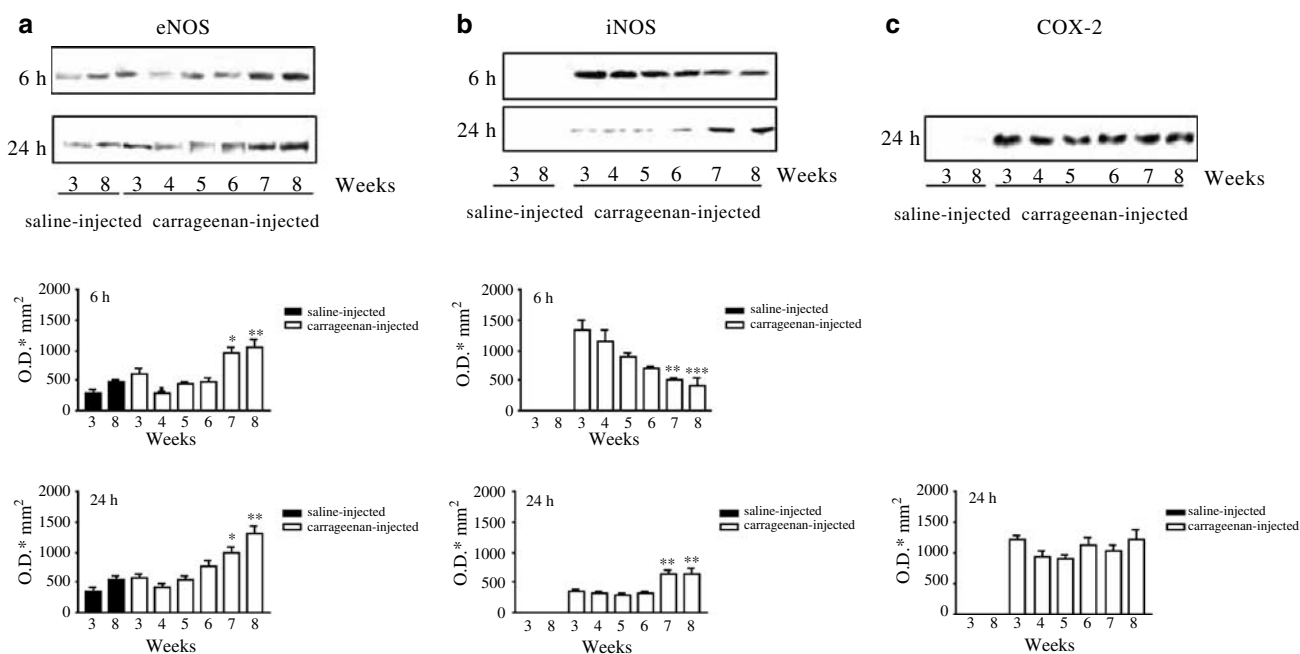 a
eNOS
6 h
24 h
3 8 3 4 5 6 7 8 Weeks
saline-injected carrageenan-injected
b
iNOS
6 h
24 h
3 8 3 4 5 6 7 8 Weeks
saline-injected carrageenan-injected
c
COX-2
24 h
3 8 3 4 5 6 7 8 Weeks
saline-injected carrageenan-injected
O.D.* mm²
2000
1500
1000
500
0
6 h
* **
saline-injected
carrageenan-injected
3 8 3 4 5 6 7 8
Weeks
O.D.* mm²
2000
1500
1000
500
0
6 h
** ***
saline-injected
carrageenan-injected
3 8 3 4 5 6 7 8
Weeks
O.D.* mm²
2000
1500
1000
500
0
24 h
* **
saline-injected
carrageenan-injected
3 8 3 4 5 6 7 8
Weeks
O.D.* mm²
2000
1500
1000
500
0
24 h
** **
saline-injected
carrageenan-injected
3 8 3 4 5 6 7 8
Weeks
O.D.* mm²
2000
1500
1000
500
0
24 h
saline-injected
carrageenan-injected
3 8 3 4 5 6 7 8
Weeks